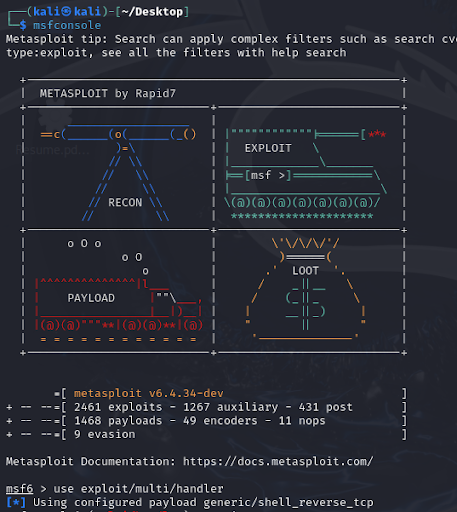 (kali㉿kali)-[~/Desktop]
$ msfconsole
Metasploit tip: Search can apply complex filters such as search cv
type:exploit, see all the filters with help search
METASPLOIT by Rapid7
EXPLOIT
[msf >]
RECON
o O o
o O
o
PAYLOAD
LOOT
=[ metasploit v6.4.34-dev ]
+ -- --=[ 2461 exploits - 1267 auxiliary - 431 post ]
+ -- --=[ 1468 payloads - 49 encoders - 11 nops ]
+ -- --=[ 9 evasion ]
Metasploit Documentation: https://docs.metasploit.com/
msf6 > use exploit/multi/handler
[*] Using configured payload generic/shell_reverse_tcp